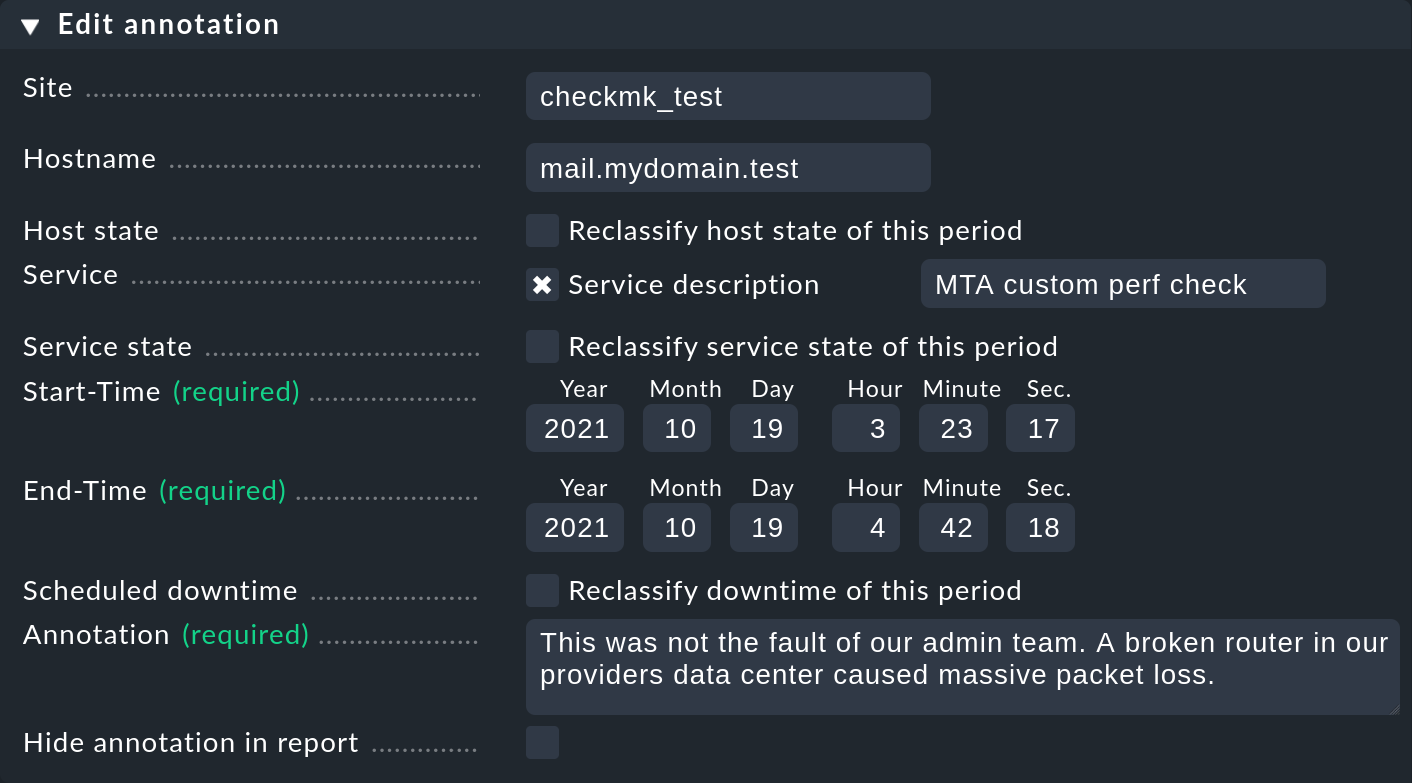 Edit annotation
Site
checkmk_test
Hostname
mail.mydomain.test
Host state
Reclassify host state of this period
Service
Service description
MTA custom perf check
Service state
Reclassify service state of this period
Start-Time (required)
Year Month Day Hour Minute Sec.
2021 10 19 3 23 17
End-Time (required)
Year Month Day Hour Minute Sec.
2021 10 19 4 42 18
Scheduled downtime
Reclassify downtime of this period
Annotation (required)
This was not the fault of our admin team. A broken router in our
providers data center caused massive packet loss.
Hide annotation in report